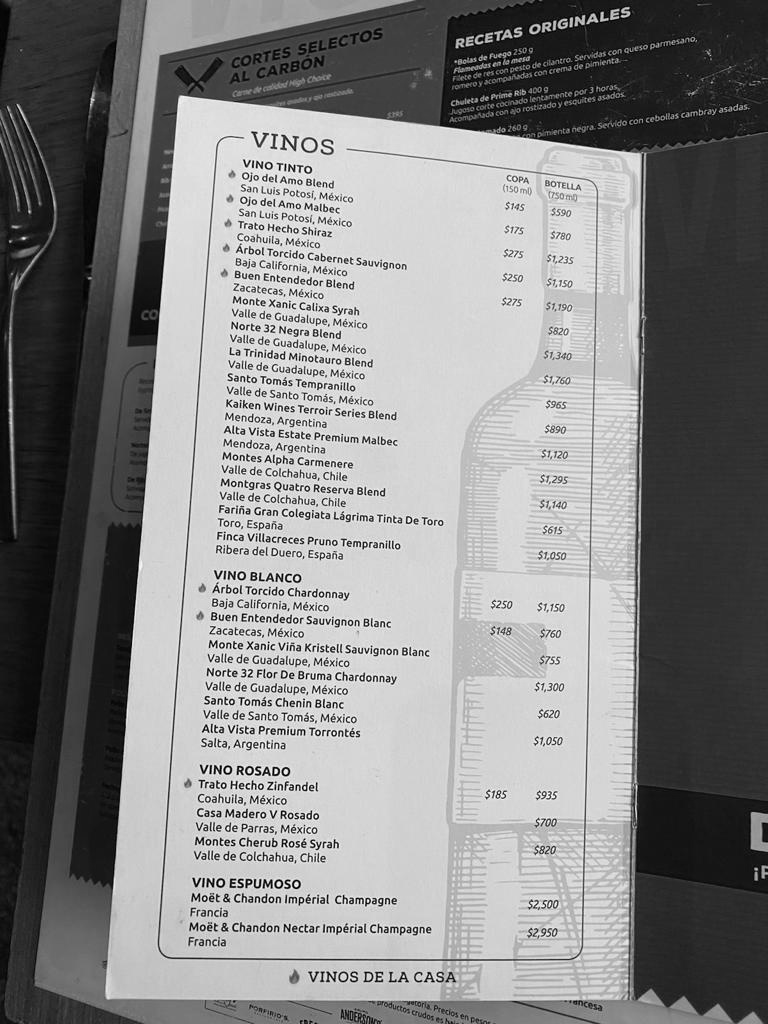 CORTES SELECTOS
AL CARBÓN
Carne de calidad High Choice
asados y ajo rostizado.
$395
RECETAS ORIGINALES
*Bolas de Fuego 250 g
Flameadas en la mesa
Filete de res con pesto de cilantro. Servidas con queso parmesano,
romero y acompañadas con crema de pimienta.
Chuleta de Prime Rib 400 g
Jugoso corte cocinado lentamente por 3 horas.
Acompañada con ajo rostizado y esquites asados.
260 g
con pimienta negra. Servido con cebollas cambray asadas.
VINOS
COPA (150 ml) BOTELLA (750 ml)
VINO TINTO
Ojo del Amo Blend $145 $590
San Luis Potosí, México
Ojo del Amo Malbec $175 $780
San Luis Potosí, México
Trato Hecho Shiraz $275 $1,235
Coahuila, México
Árbol Torcido Cabernet Sauvignon $250 $1,150
Baja California, México
Buen Entendedor Blend $275 $1,190
Zacatecas, México
Monte Xanic Calixa Syrah $820
Valle de Guadalupe, México
Norte 32 Negra Blend $1,340
Valle de Guadalupe, México
La Trinidad Minotauro Blend $1,760
Valle de Guadalupe, México
Santo Tomás Tempranillo $965
Valle de Santo Tomás, México
Kaiken Wines Terroir Series Blend $890
Mendoza, Argentina
Alta Vista Estate Premium Malbec $1,120
Mendoza, Argentina
Montes Alpha Carmenere $1,295
Valle de Colchahua, Chile
Montgras Quatro Reserva Blend $1,140
Valle de Colchahua, Chile
Fariña Gran Colegiata Lágrima Tinta De Toro $615
Toro, España
Finca Villacreces Pruno Tempranillo $1,050
Ribera del Duero, España
VINO BLANCO
Árbol Torcido Chardonnay $250 $1,150
Baja California, México
Buen Entendedor Sauvignon Blanc $148 $760
Zacatecas, México
Monte Xanic Viña Kristell Sauvignon Blanc $755
Valle de Guadalupe, México
Norte 32 Flor De Bruma Chardonnay $1,300
Valle de Guadalupe, México
Santo Tomás Chenin Blanc $620
Valle de Santo Tomás, México
Alta Vista Premium Torrontés $1,050
Salta, Argentina
VINO ROSADO
Trato Hecho Zinfandel $185 $935
Coahuila, México
Casa Madero V Rosado $700
Valle de Parras, México
Montes Cherub Rosé Syrah $820
Valle de Colchahua, Chile
VINO ESPUMOSO
Moët & Chandon Impérial Champagne $2,500
Francia
Moët & Chandon Nectar Impérial Champagne $2,950
Francia
VINOS DE LA CASA
CO
PORFIRIO'S
ANDERSON'S
Precios en pesos
productos crudos es